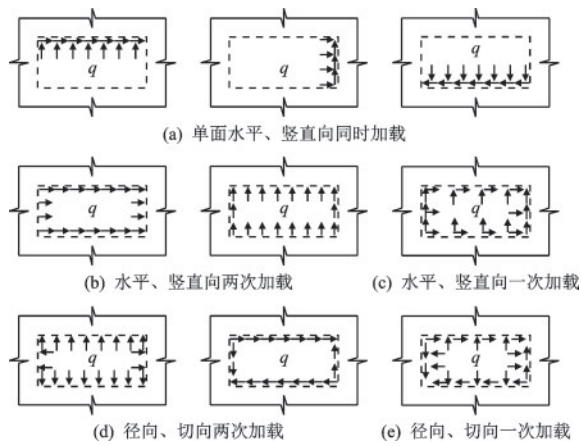 q q q
(a) 单面水平、竖直向同时加载
q q q
(b) 水平、竖直向两次加载 (c) 水平、竖直向一次加载
q q q
(d) 径向、切向两次加载 (e) 径向、切向一次加载